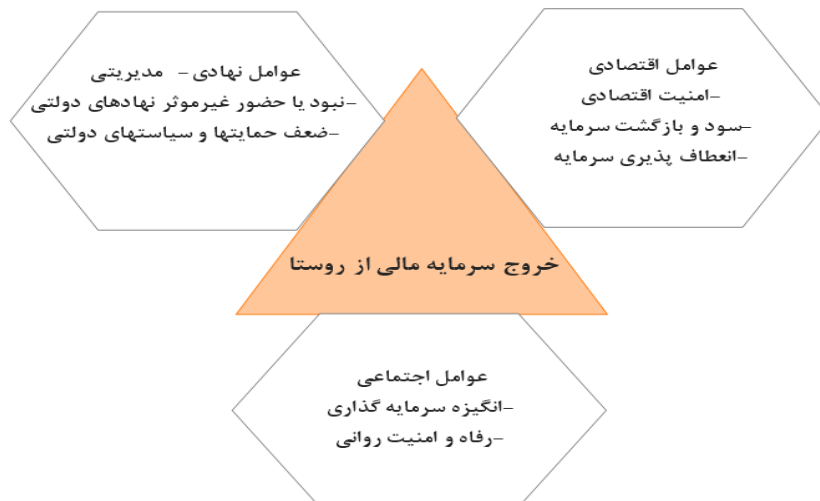 عوامل اقتصادی
-امنیت اقتصادی
-سود و بازگشت سرمایه
-انعطاف پذیری سرمایه
عوامل نهادی - مدیریتی
-نبود یا حضور غیرموثر نهادهای دولتی
-ضعف حمایتها و سیاستهای دولتی
خروج سرمایه مالی از روستا
عوامل اجتماعی
-انگیزه سرمایه گذاری
-رفاه و امنیت روانی